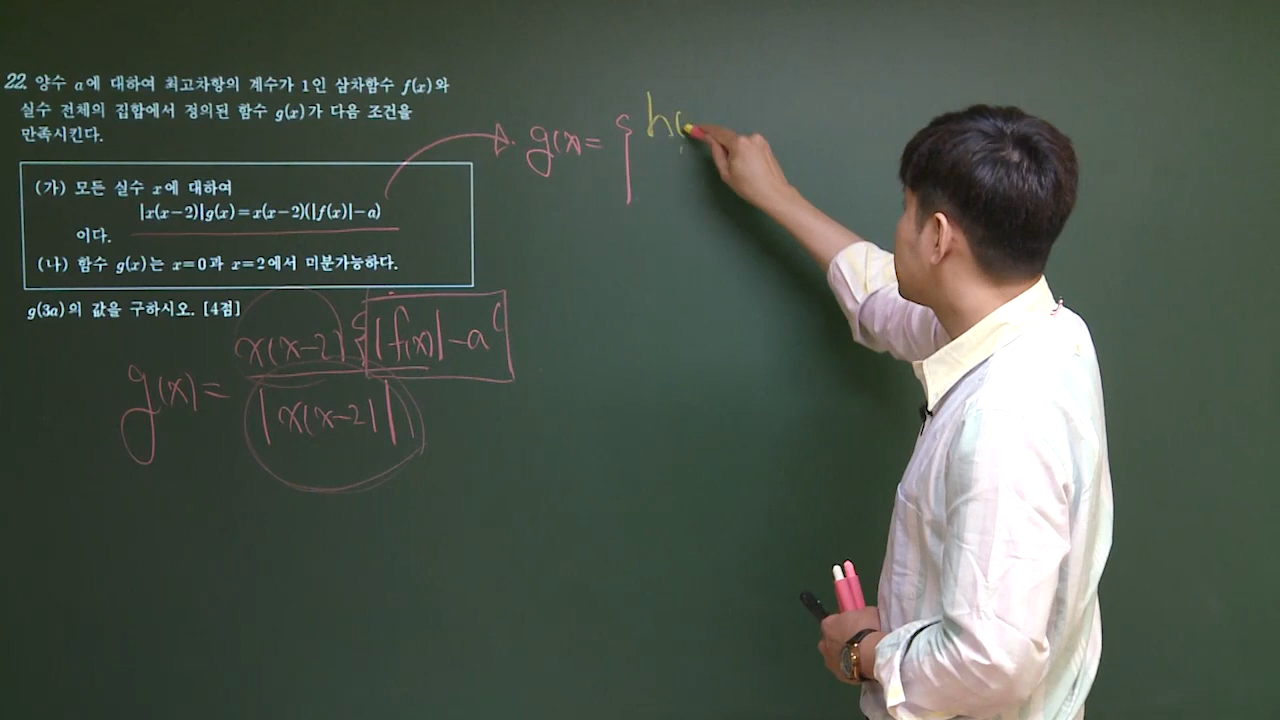 22. 양수 a에 대하여 최고차항의 계수가 1인 삼차함수 f(x)와
실수 전체의 집합에서 정의된 함수 g(x)가 다음 조건을
만족시킨다.
(가) 모든 실수 x에 대하여
|x(x-2)|g(x)=x(x-2)(|f(x)|-a)
이다.
(나) 함수 g(x)는 x=0과 x=2에서 미분가능하다.
g(3a)의 값을 구하시오. [4점]
g(x)= x(x-2){|f(x)|-a}
|x(x-2)|
g(x)= { h(